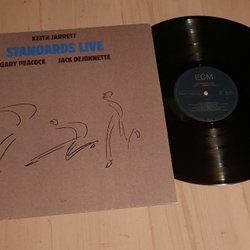 KEITH JARRETT
STANDARDS LIVE
GARY PEACOCK JACK DEJOHNETTE
ECM